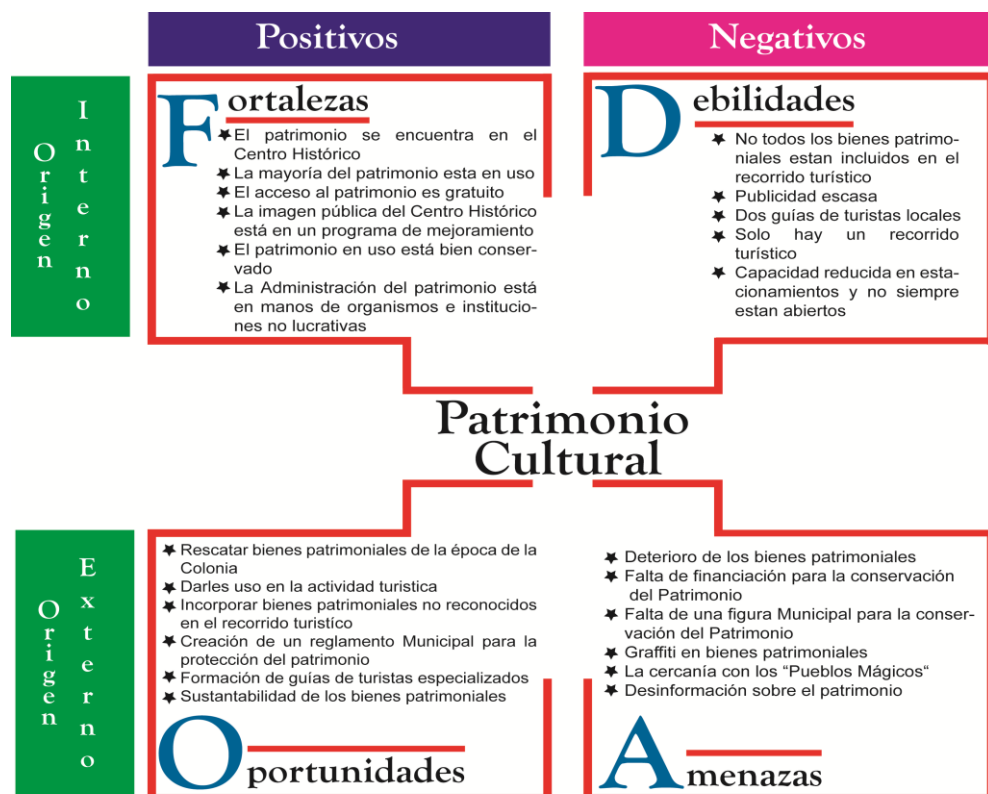 Positivos
Negativos
Origen
Interno
Fortalezas
El patrimonio se encuentra en el
Centro Histórico
La mayoría del patrimonio esta en uso
El acceso al patrimonio es gratuito
La imagen pública del Centro Histórico
está en un programa de mejoramiento
El patrimonio en uso está bien conser-
vado
La Administración del patrimonio está
en manos de organismos e institucio-
nes no lucrativas
Debilidades
No todos los bienes patrimo-
niales estan incluidos en el
recorrido turístico
Publicidad escasa
Dos guías de turistas locales
Solo hay un recorrido
turístico
Capacidad reducida en esta-
cionamientos y no siempre
estan abiertos
Patrimonio
Cultural
Origen
Externo
Rescatar bienes patrimoniales de la época de la
Colonia
Darles uso en la actividad turistica
Incorporar bienes patrimoniales no reconocidos
en el recorrido turistíco
Creación de un reglamento Municipal para la
protección del patrimonio
Formación de guías de turistas especializados
Sustantabilidad de los bienes patrimoniales
Oportunidades
Deterioro de los bienes patrimoniales
Falta de financiación para la conservación
del Patrimonio
Falta de una figura Municipal para la conser-
vación del Patrimonio
Graffiti en bienes patrimoniales
La cercanía con los “Pueblos Mágicos“
Desinformación sobre el patrimonio
Amenazas